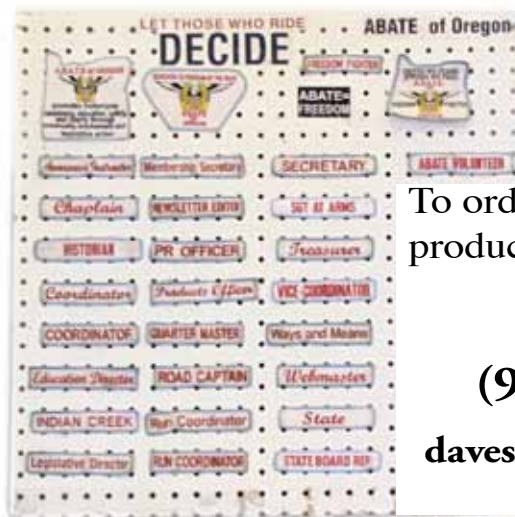 LET THOSE WHO RIDE
DECIDE
ABATE of Oregon
FREEDOM FIGHTER
ABATE=
FREEDOM
Membership Secretary
SECRETARY
ABATE VOLUNTEER
Chaplain
NEWSLETTER EDITOR
SGT AT ARMS
HISTORIAN
PR OFFICER
Treasurer
Coordinator
Products Officer
VICE-COORDINATOR
COORDINATOR
QUARTER MASTER
Ways and Means
Education Director
ROAD CAPTAIN
Webmaster
INDIAN CREEK
Run Coordinator
State
Legislative Director
RUN COORDINATOR
STATE BOARD REP
To ord
produc
(9
daves